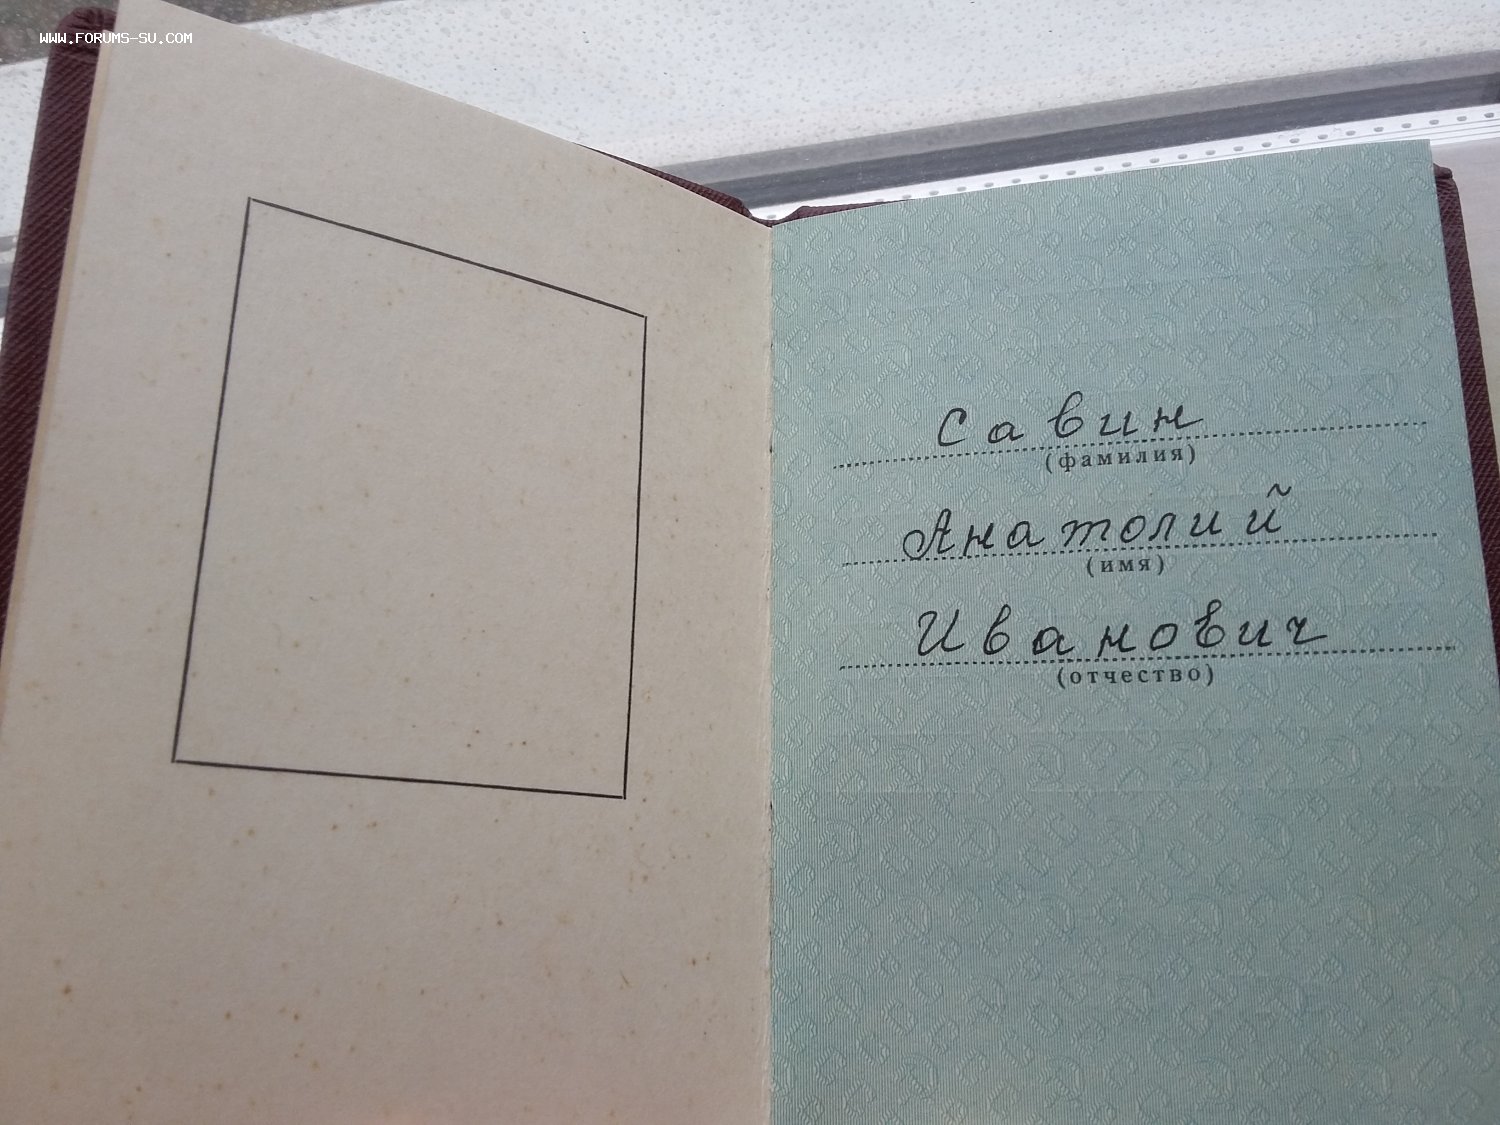 WWW.FORUMS-SU.COM
Савин
(фамилия)
Анатолий
(имя)
Иванович
(отчество)